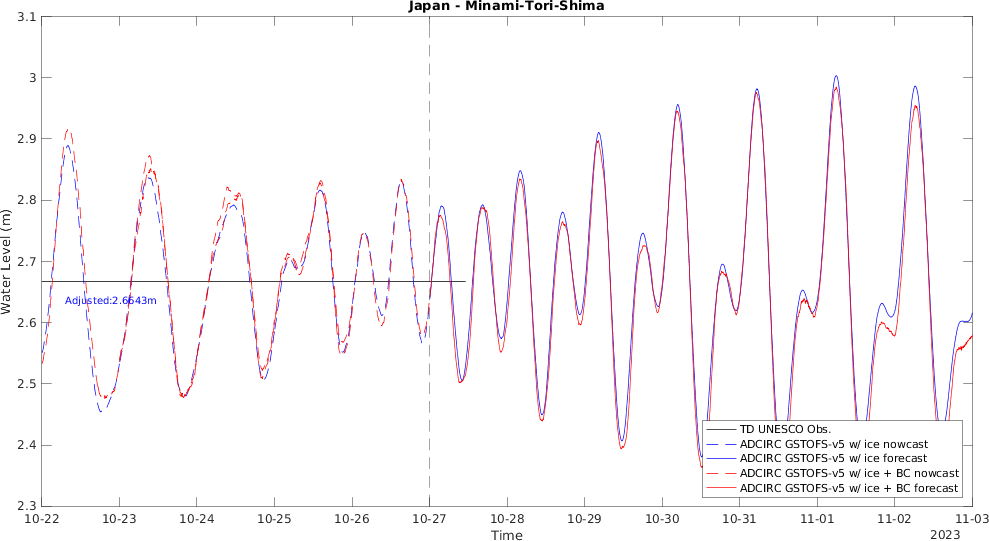 Japan - Minami-Tori-Shima
Water Level (m)
3.1
3
2.9
2.8
2.7
2.6
2.5
2.4
2.3
Adjusted:2.6643m
TD UNESCO Obs.
ADCIRC GSTOFS-v5 w/ ice nowcast
ADCIRC GSTOFS-v5 w/ ice forecast
ADCIRC GSTOFS-v5 w/ ice + BC nowcast
ADCIRC GSTOFS-v5 w/ ice + BC forecast
10-22 10-23 10-24 10-25 10-26 10-27 10-28 10-29 10-30 10-31 11-01 11-02 11-03
Time
2023